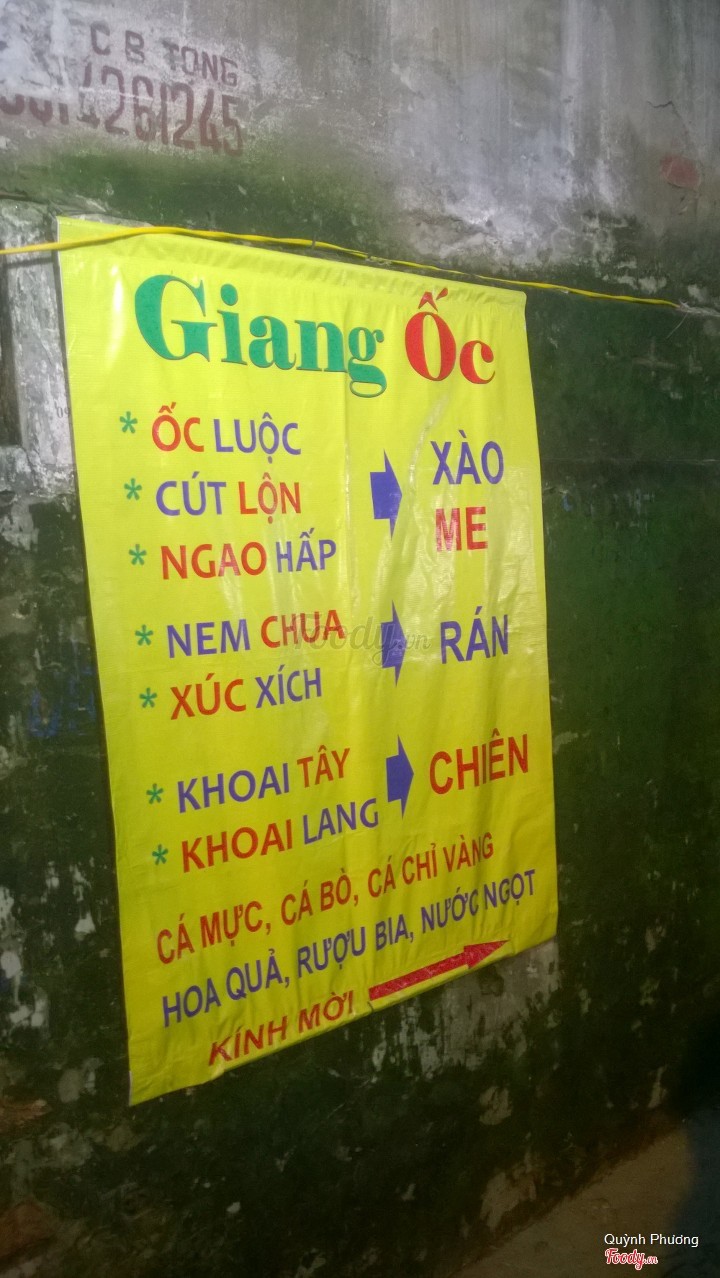 C B TONG
4261245
Giang Ốc
* ỐC LUỘC
* CÚT LỘN
* NGAO HẤP
XÀO
ME
* NEM CHUA
* XÚC XÍCH
RÁN
* KHOAI TÂY
* KHOAI LANG
CHIÊN
CÁ MỰC, CÁ BÒ, CÁ CHỈ VÀNG
HOA QUẢ, RƯỢU BIA, NƯỚC NGỌT
KÍNH MỜI
Foody.vn
Quỳnh Phương
Foody.vn